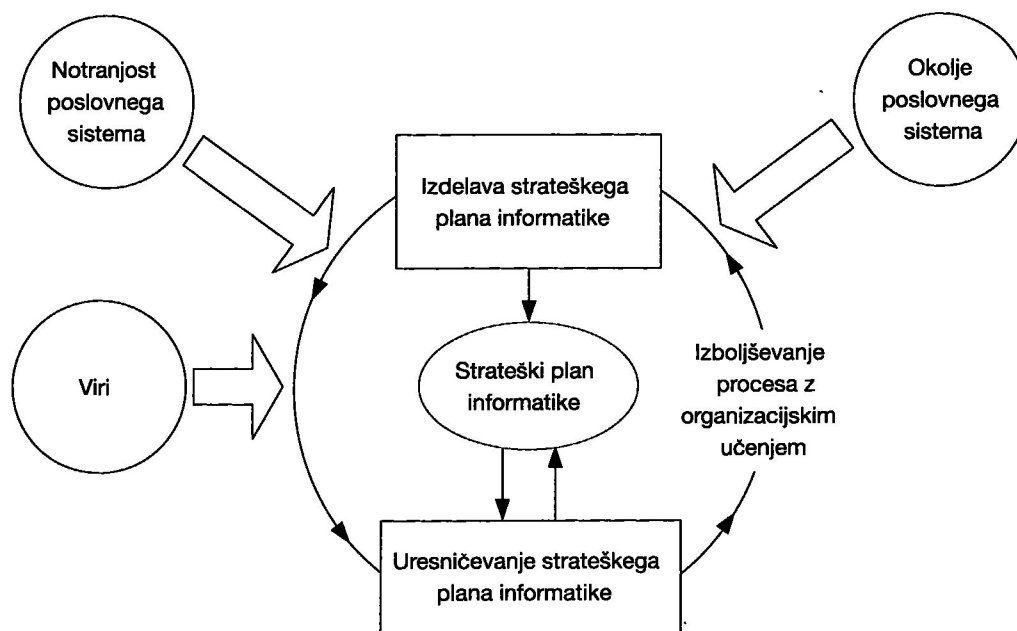 Notranjost
poslovnega
sistema
Okolje
poslovnega
sistema
Izdelava strateškega
plana informatike
Viri
Strateški plan
informatike
Izboljševanje
procesa z
organizacijskim
učenjem
Uresničevanje strateškega
plana informatike